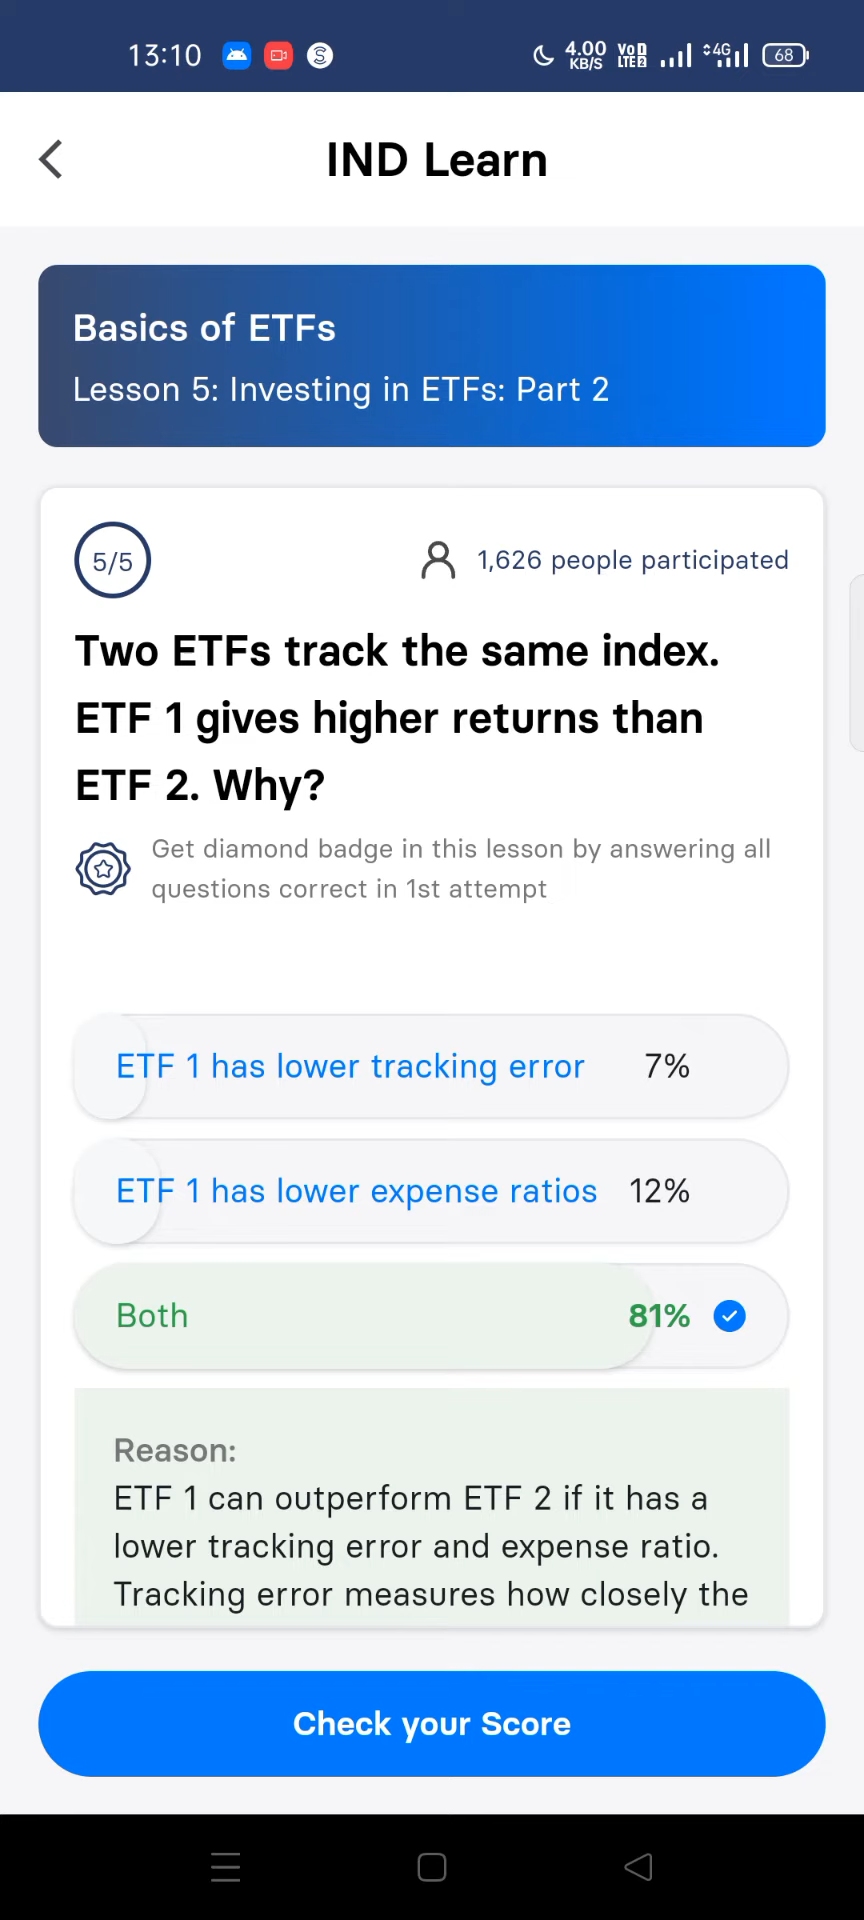 13:10
4.00
KB/S
Vo
LTE 2
4G
68
IND Learn
Basics of ETFs
Lesson 5: Investing in ETFs: Part 2
5/5
1,626 people participated
Two ETFs track the same index.
ETF 1 gives higher returns than
ETF 2. Why?
Get diamond badge in this lesson by answering all
questions correct in 1st attempt
ETF 1 has lower tracking error 7%
ETF 1 has lower expense ratios 12%
Both 81%
Reason:
ETF 1 can outperform ETF 2 if it has a
lower tracking error and expense ratio.
Tracking error measures how closely the
Check your Score